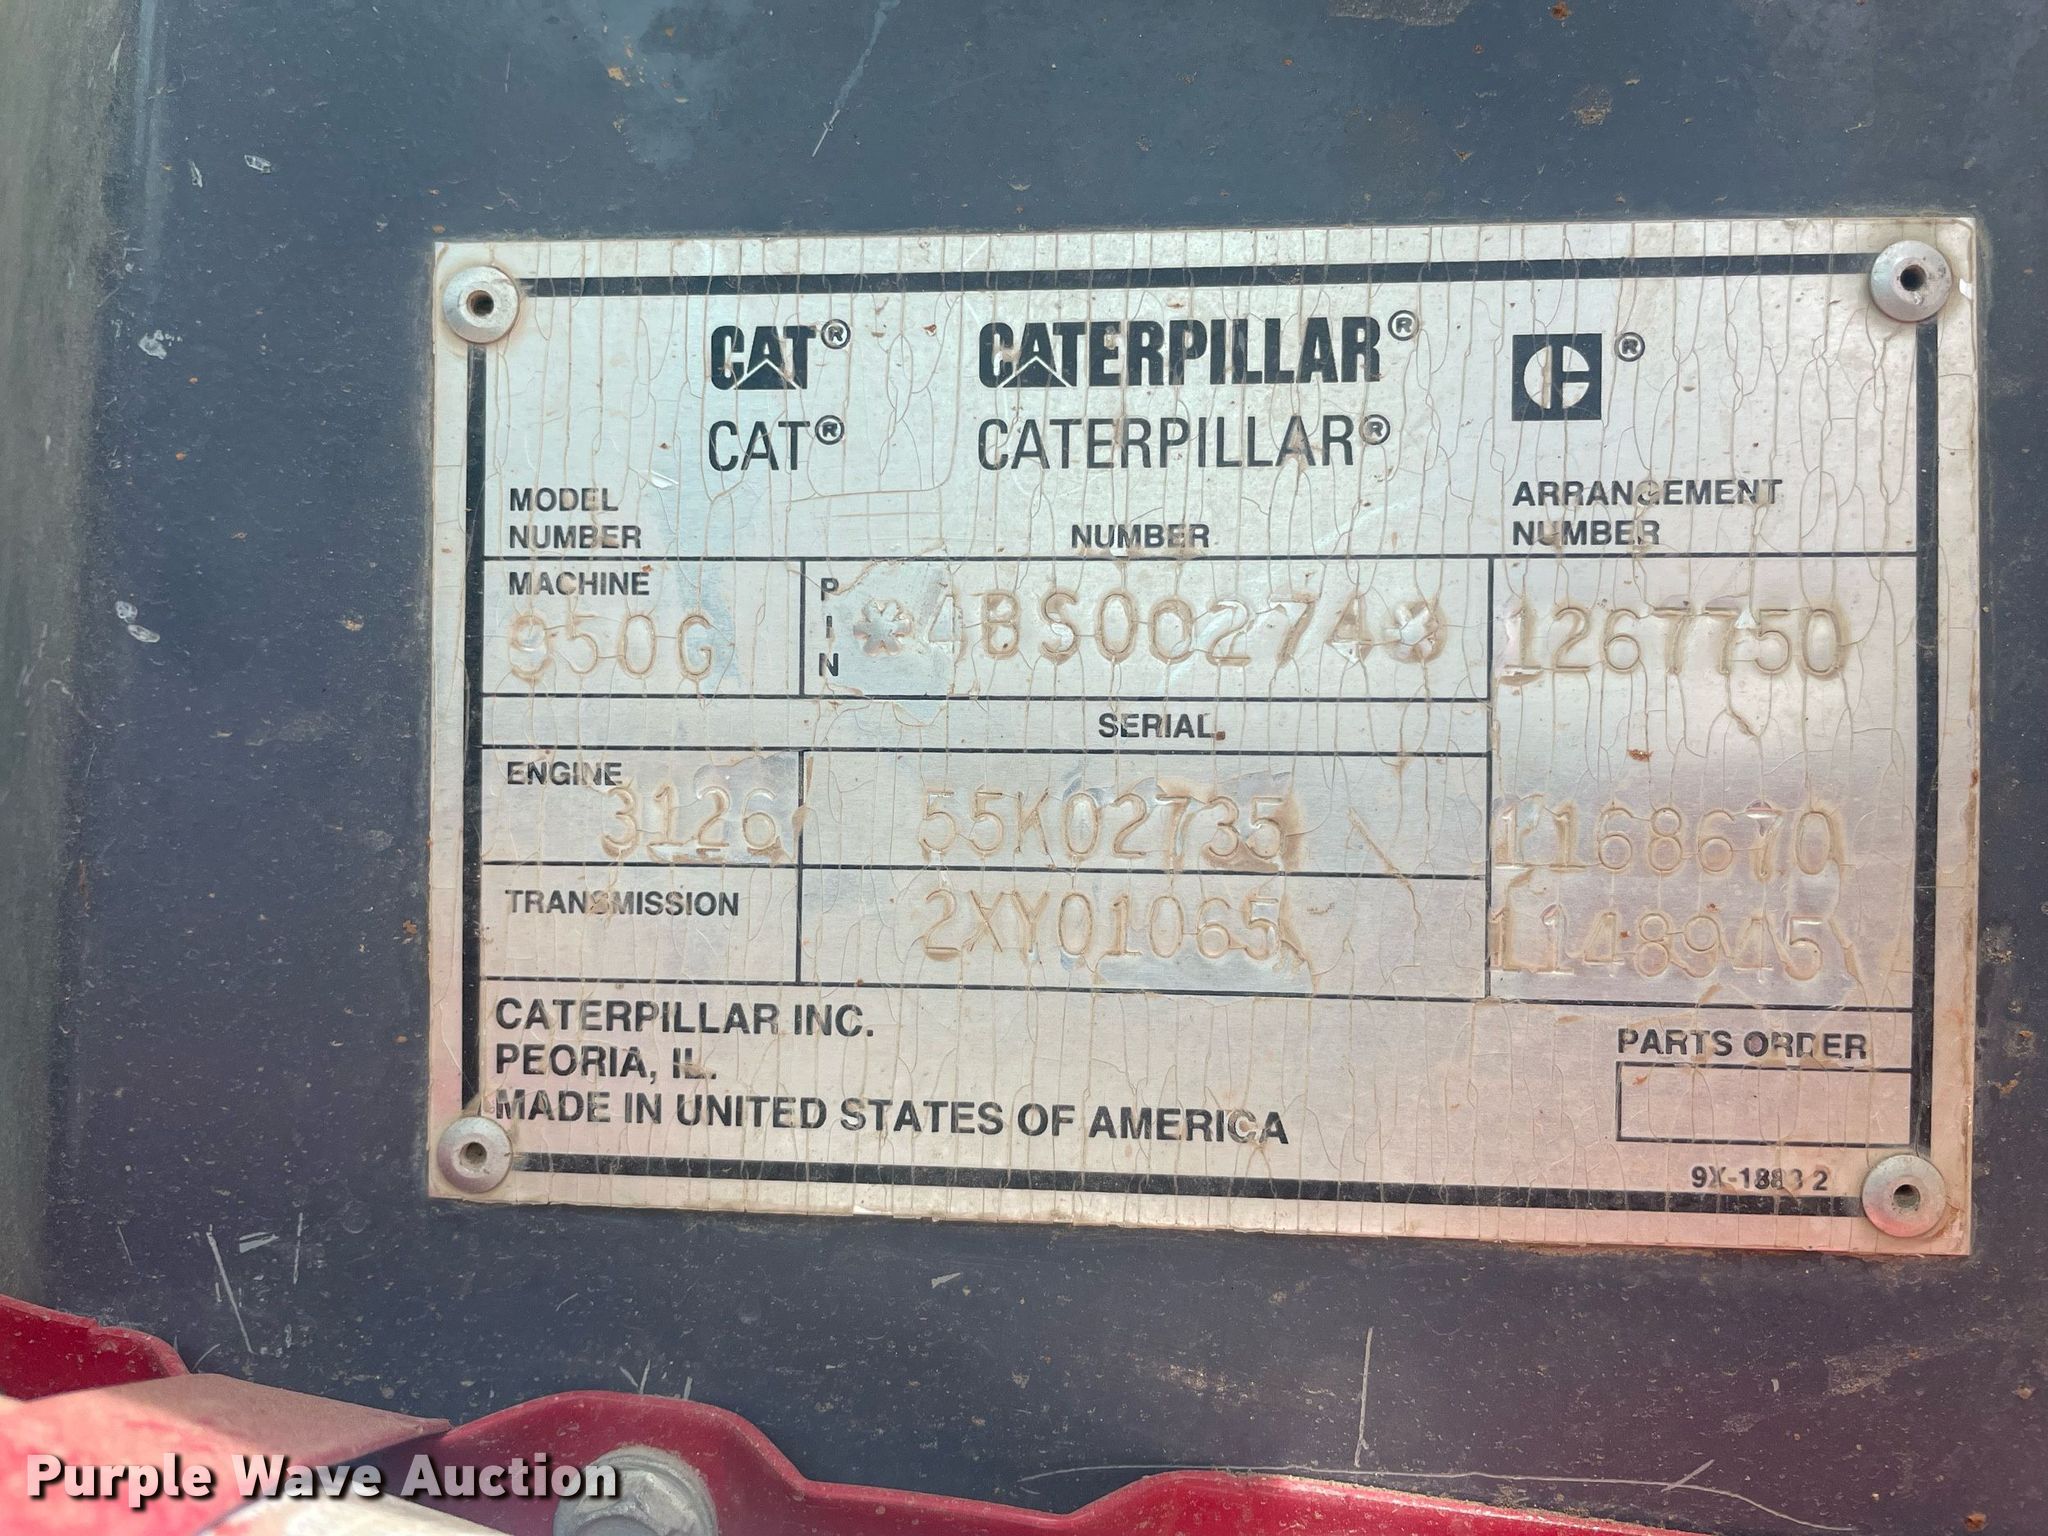 CAT® CATERPILLAR® ®
CAT® CATERPILLAR®
MODEL NUMBER
NUMBER
ARRANGEMENT NUMBER
MACHINE
950G
PIN
*4BS00274*
1267750
SERIAL
ENGINE
3126
55K02735
1168670
TRANSMISSION
2XY01065
1148945
CATERPILLAR INC.
PEORIA, IL.
MADE IN UNITED STATES OF AMERICA
PARTS ORDER
Purple Wave Auction